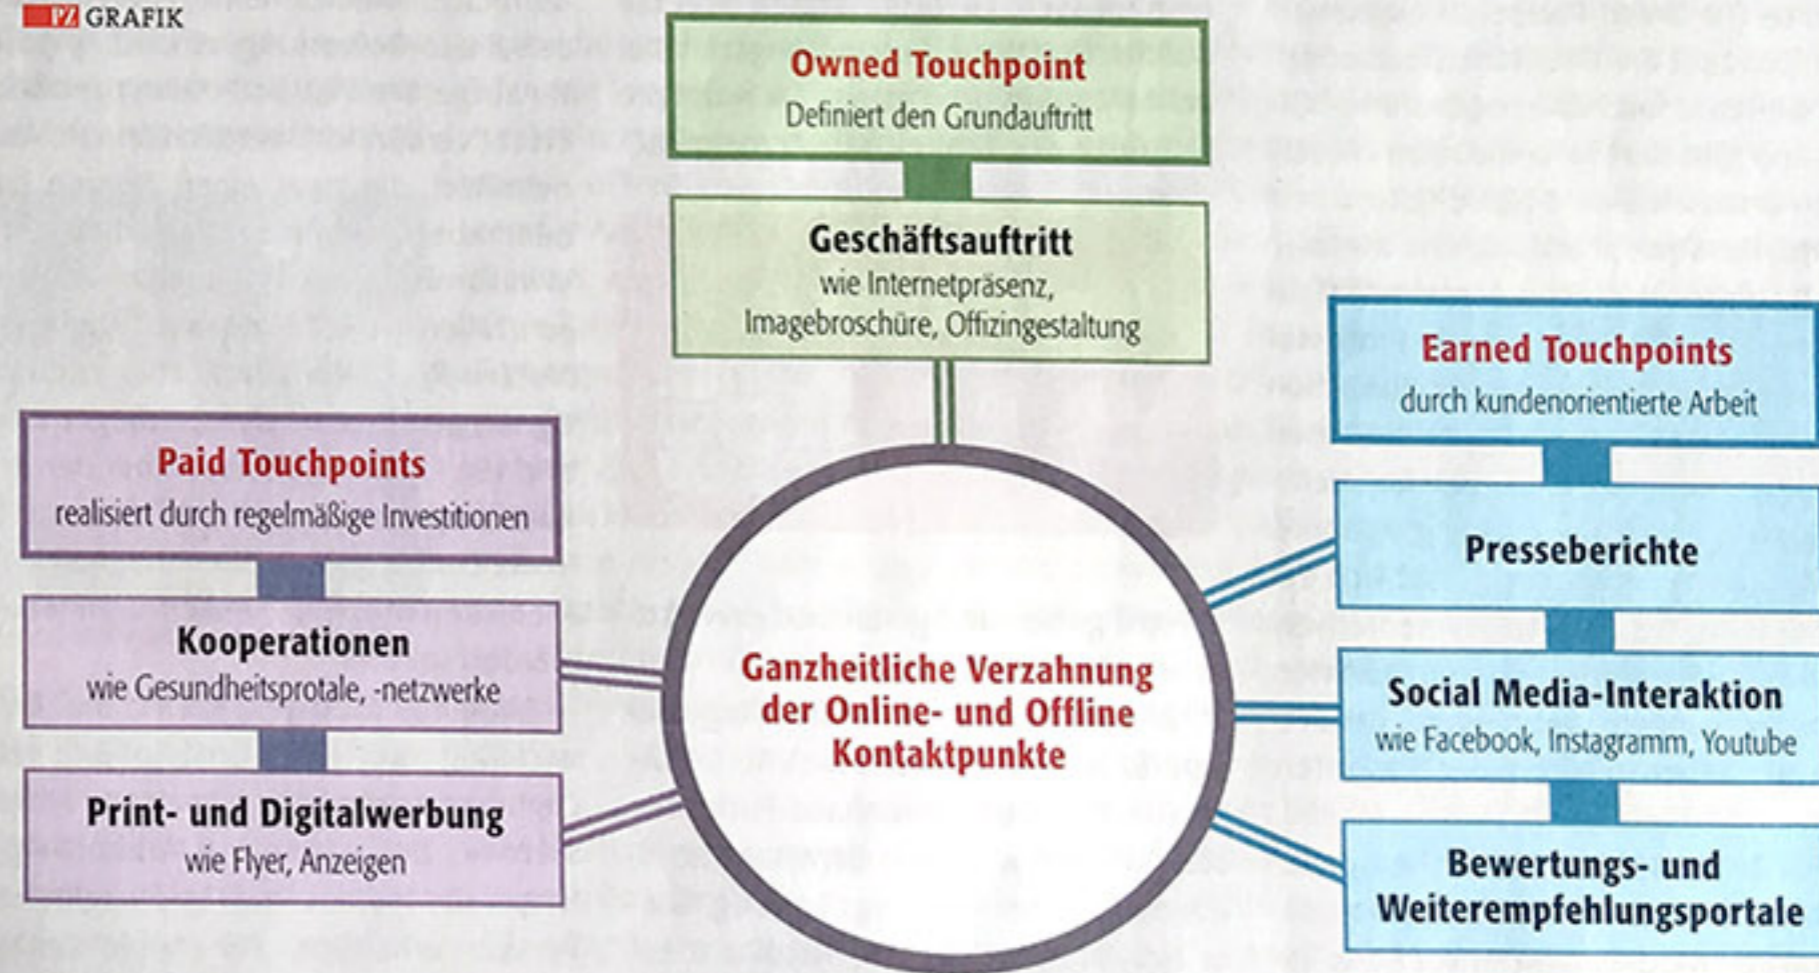 PZ GRAFIK
Owned Touchpoint
Definiert den Grundauftritt
Geschäftsauftritt
wie Internetpräsenz,
Imagebroschüre, Offizingestaltung
Paid Touchpoints
realisiert durch regelmäßige Investitionen
Kooperationen
wie Gesundheitsprotale, -netzwerke
Print- und Digitalwerbung
wie Flyer, Anzeigen
Ganzheitliche Verzahnung
der Online- und Offline
Kontaktpunkte
Earned Touchpoints
durch kundenorientierte Arbeit
Presseberichte
Social Media-Interaktion
wie Facebook, Instagramm, Youtube
Bewertungs- und
Weiterempfehlungsportale